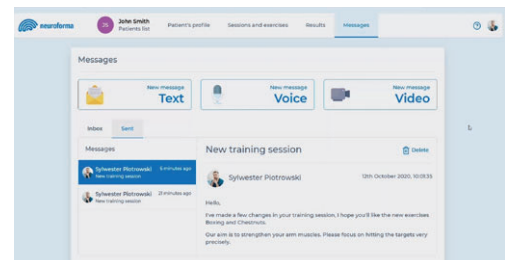 neuroforma
JS
John Smith
Patients list
Patient's profile
Sessions and exercises
Results
Messages
Messages
New message
Text
New message
Voice
New message
Video
Inbox
Sent
Messages
Sylwester Piotrowski 5 minutes ago
New training session
Sylwester Piotrowski 21 minutes ago
New training session
New training session
Delete
Sylwester Piotrowski
12th October 2020, 10:09:35
Hello,
I've made a few changes in your training session, I hope you'll like the new exercises
Boxing and Chestnuts.
Our aim is to strengthen your arm muscles. Please focus on hitting the targets very
precisely.